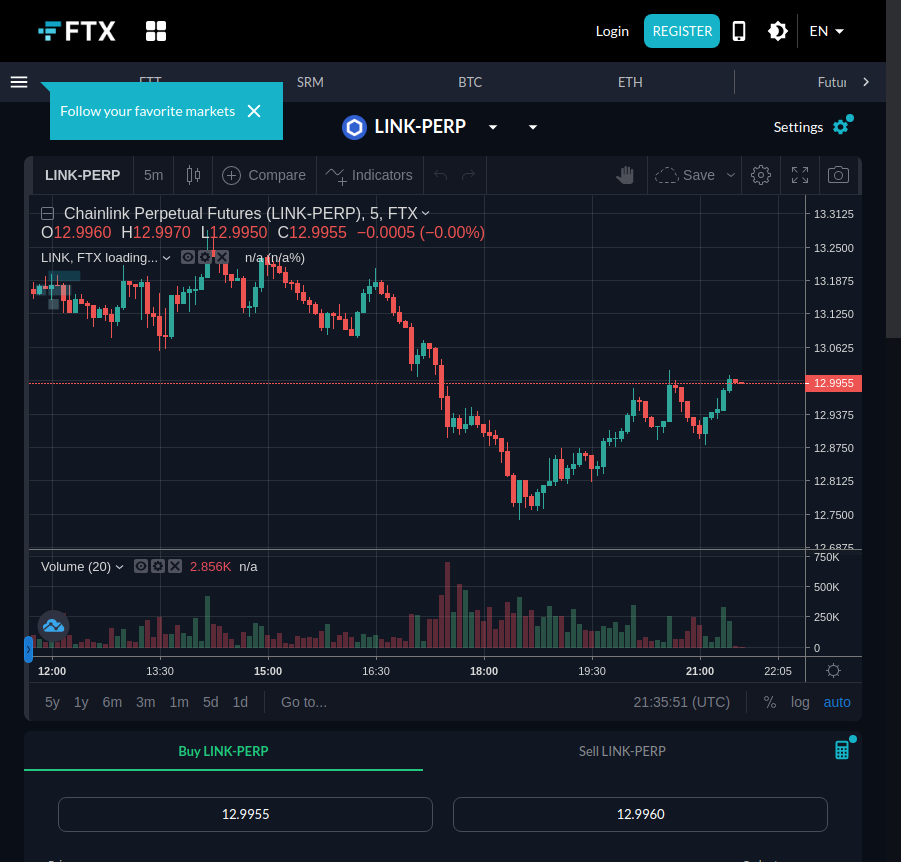 FTX
Login
REGISTER
EN
FTT
SRM
BTC
ETH
Futur
Follow your favorite markets
LINK-PERP
Settings
LINK-PERP
5m
Compare
Indicators
Save
Chainlink Perpetual Futures (LINK-PERP), 5, FTX
O12.9960 H12.9970 L12.9950 C12.9955 −0.0005 (−0.00%)
LINK, FTX loading... n/a (n/a%)
13.3125
13.2500
13.1875
13.1250
13.0625
12.9955
12.9375
12.8750
12.8125
12.7500
12.6875
Volume (20) 2.856K n/a
750K
500K
250K
0
12:00 13:30 15:00 16:30 18:00 19:30 21:00 22:05
5y 1y 6m 3m 1m 5d 1d Go to... 21:35:51 (UTC) % log auto
Buy LINK-PERP
Sell LINK-PERP
12.9955
12.9960